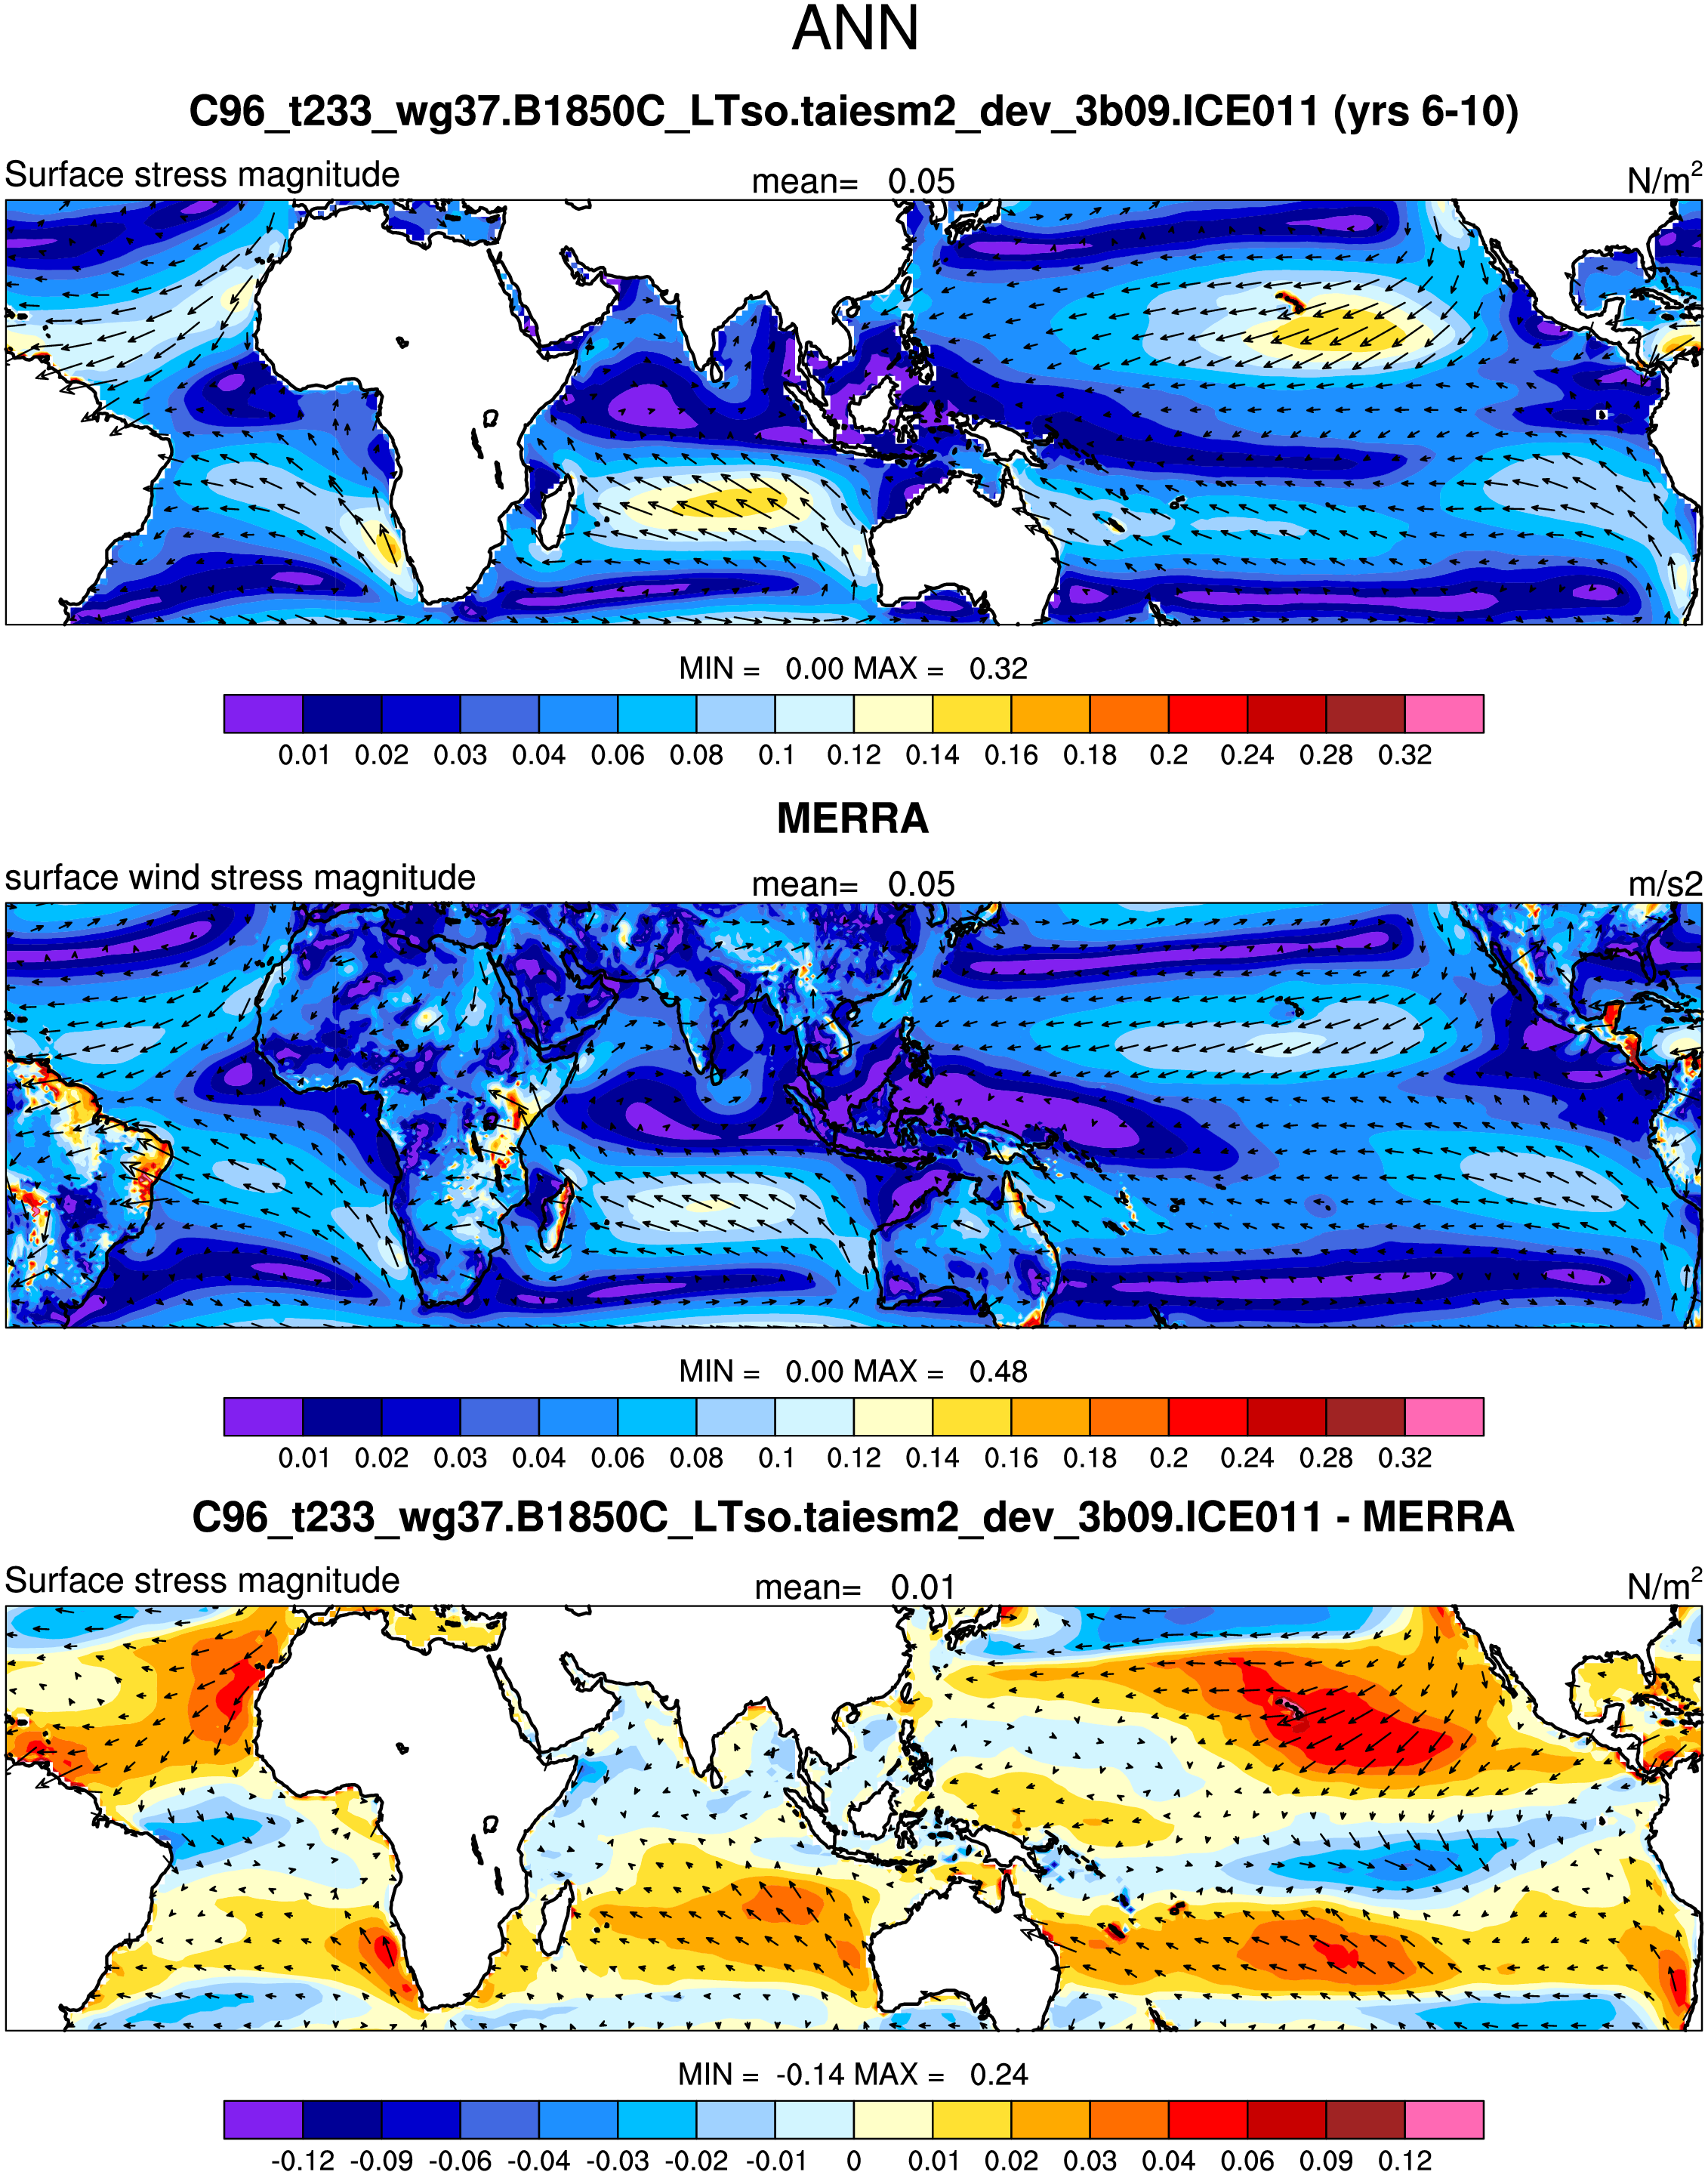 ANN
C96_t233_wg37.B1850C_LTso.taiesm2_dev_3b09.ICE011 (yrs 6-10)
Surface stress magnitude mean= 0.05 N/m2
MIN = 0.00 MAX = 0.32
0.01 0.02 0.03 0.04 0.06 0.08 0.1 0.12 0.14 0.16 0.18 0.2 0.24 0.28 0.32
MERRA
surface wind stress magnitude mean= 0.05 m/s2
MIN = 0.00 MAX = 0.48
0.01 0.02 0.03 0.04 0.06 0.08 0.1 0.12 0.14 0.16 0.18 0.2 0.24 0.28 0.32
C96_t233_wg37.B1850C_LTso.taiesm2_dev_3b09.ICE011 - MERRA
Surface stress magnitude mean= 0.01 N/m2
MIN = -0.14 MAX = 0.24
-0.12 -0.09 -0.06 -0.04 -0.03 -0.02 -0.01 0 0.01 0.02 0.03 0.04 0.06 0.09 0.12